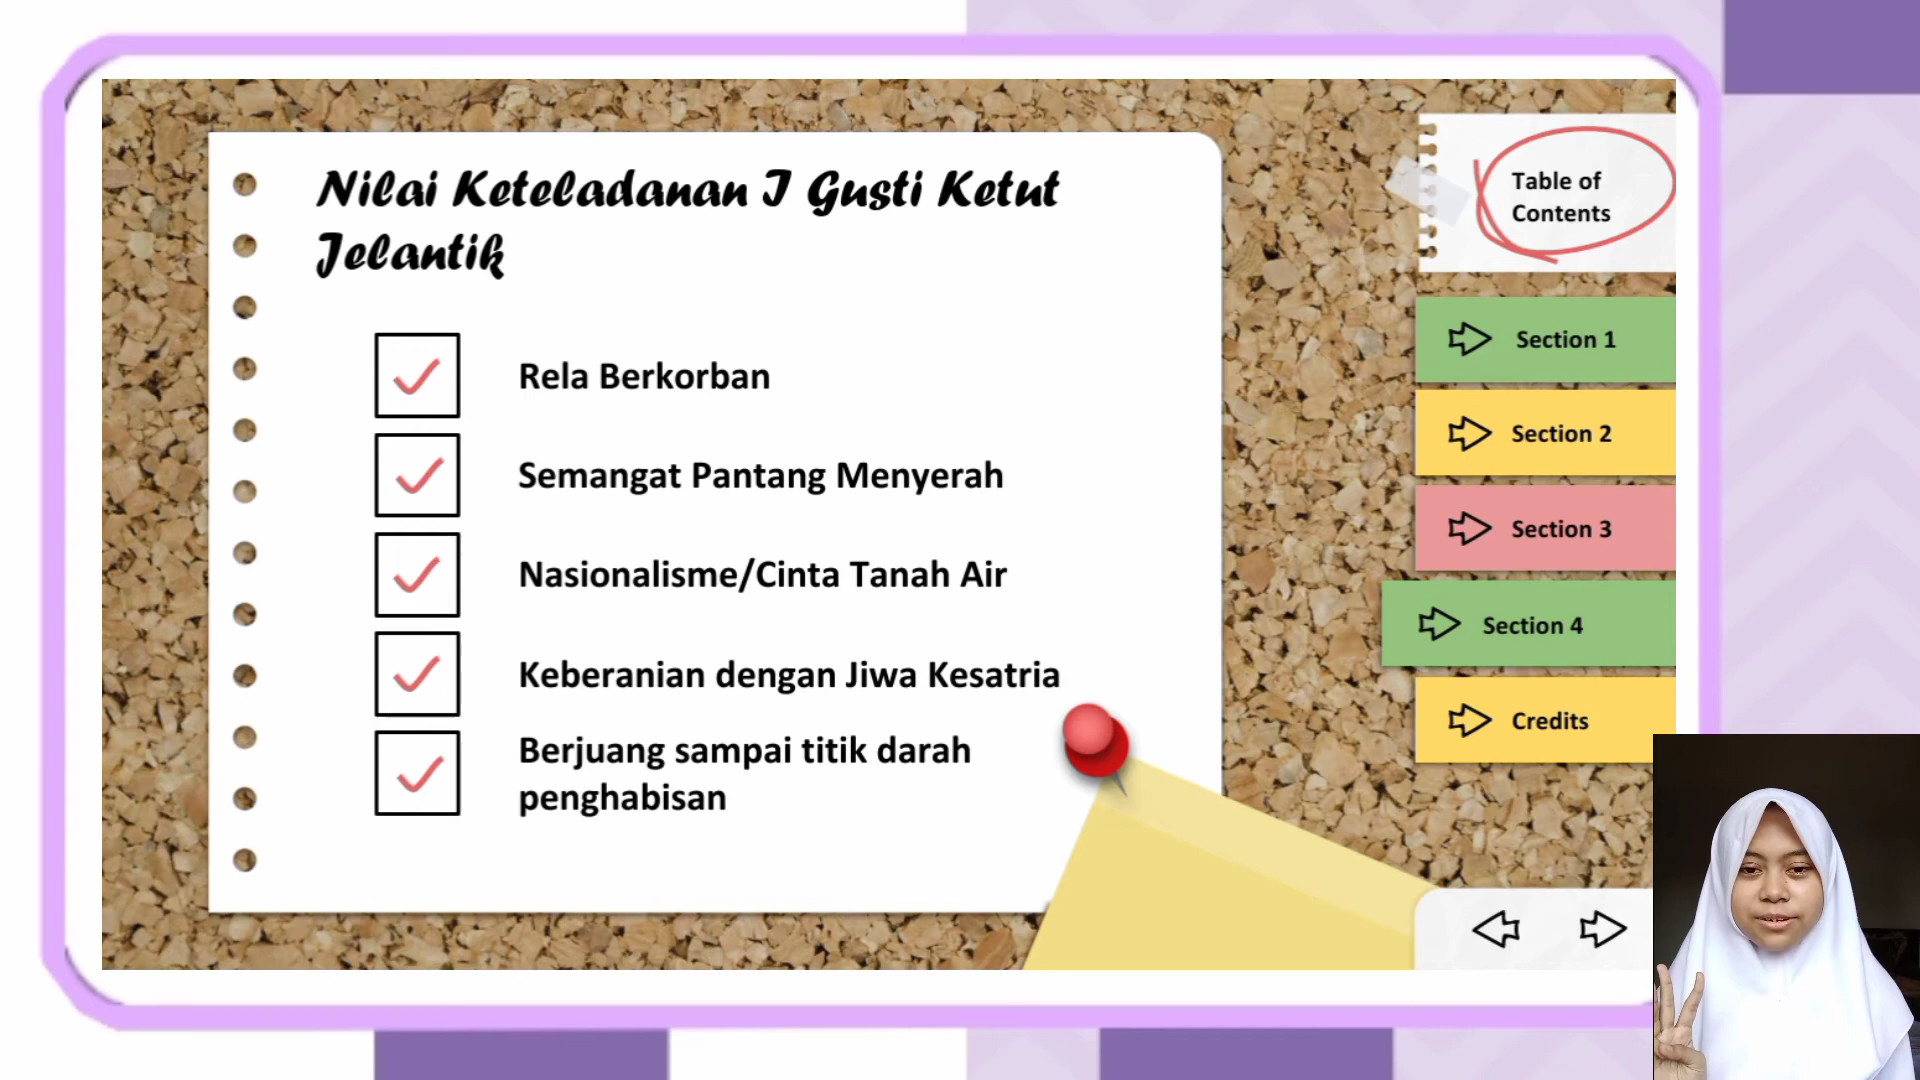 Nilai Keteladanan I Gusti Ketut
Jelantik
Rela Berkorban
Semangat Pantang Menyerah
Nasionalisme/Cinta Tanah Air
Keberanian dengan Jiwa Kesatria
Berjuang sampai titik darah
penghabisan
Table of
Contents
Section 1
Section 2
Section 3
Section 4
Credits